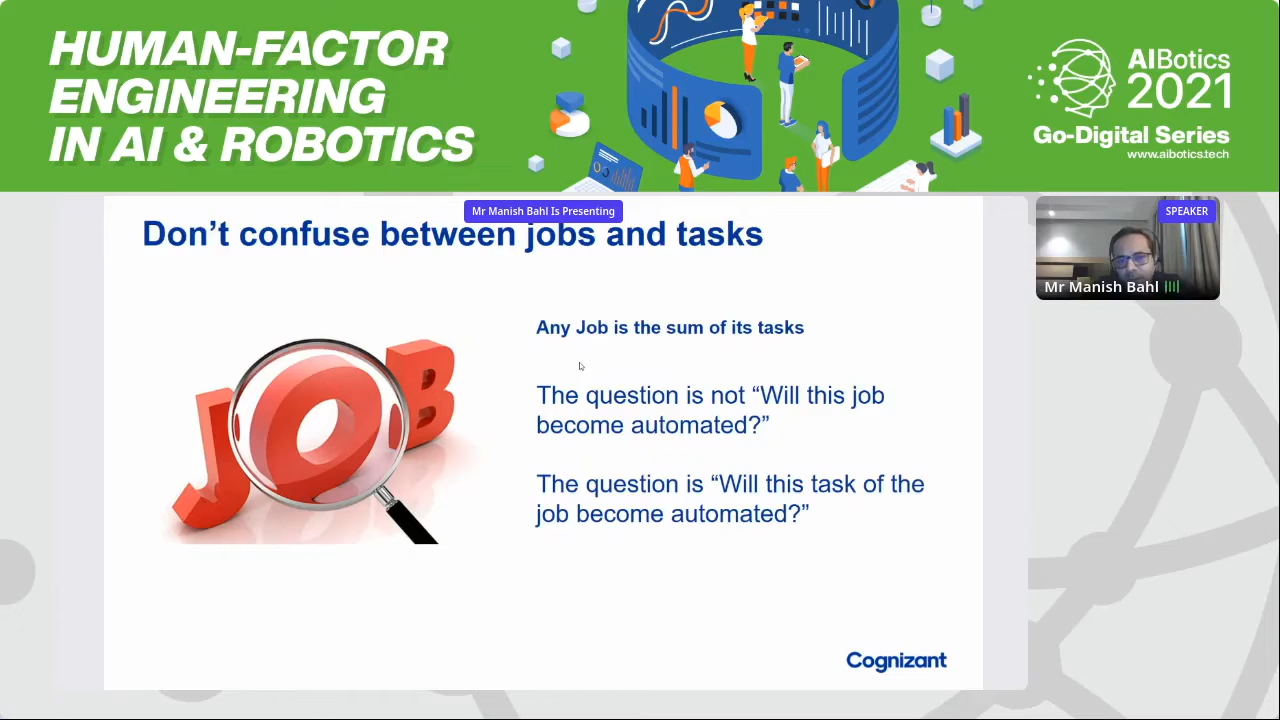 HUMAN-FACTOR
ENGINEERING
IN AI & ROBOTICS
AIBotics
2021
Go-Digital Series
www.aibotics.tech
Mr Manish Bahl Is Presenting
SPEAKER
Mr Manish Bahl
Don’t confuse between jobs and tasks
JOB
Any Job is the sum of its tasks
The question is not “Will this job
become automated?”
The question is “Will this task of the
job become automated?”
Cognizant